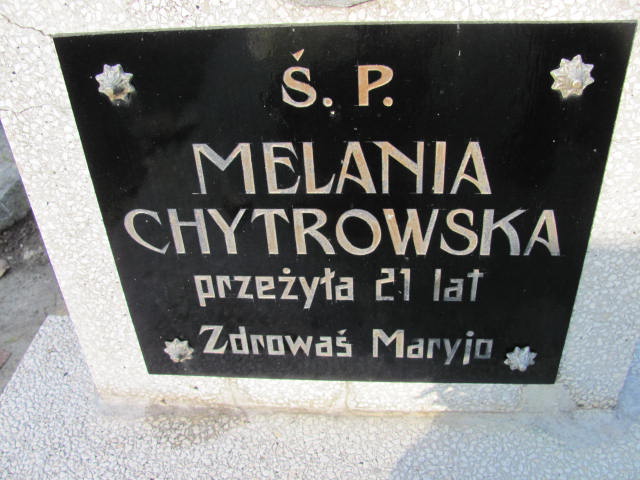 Ś. P.
MELANIA
CHYTROWSKA
przeżyła 21 lat
Zdrowaś Maryjo